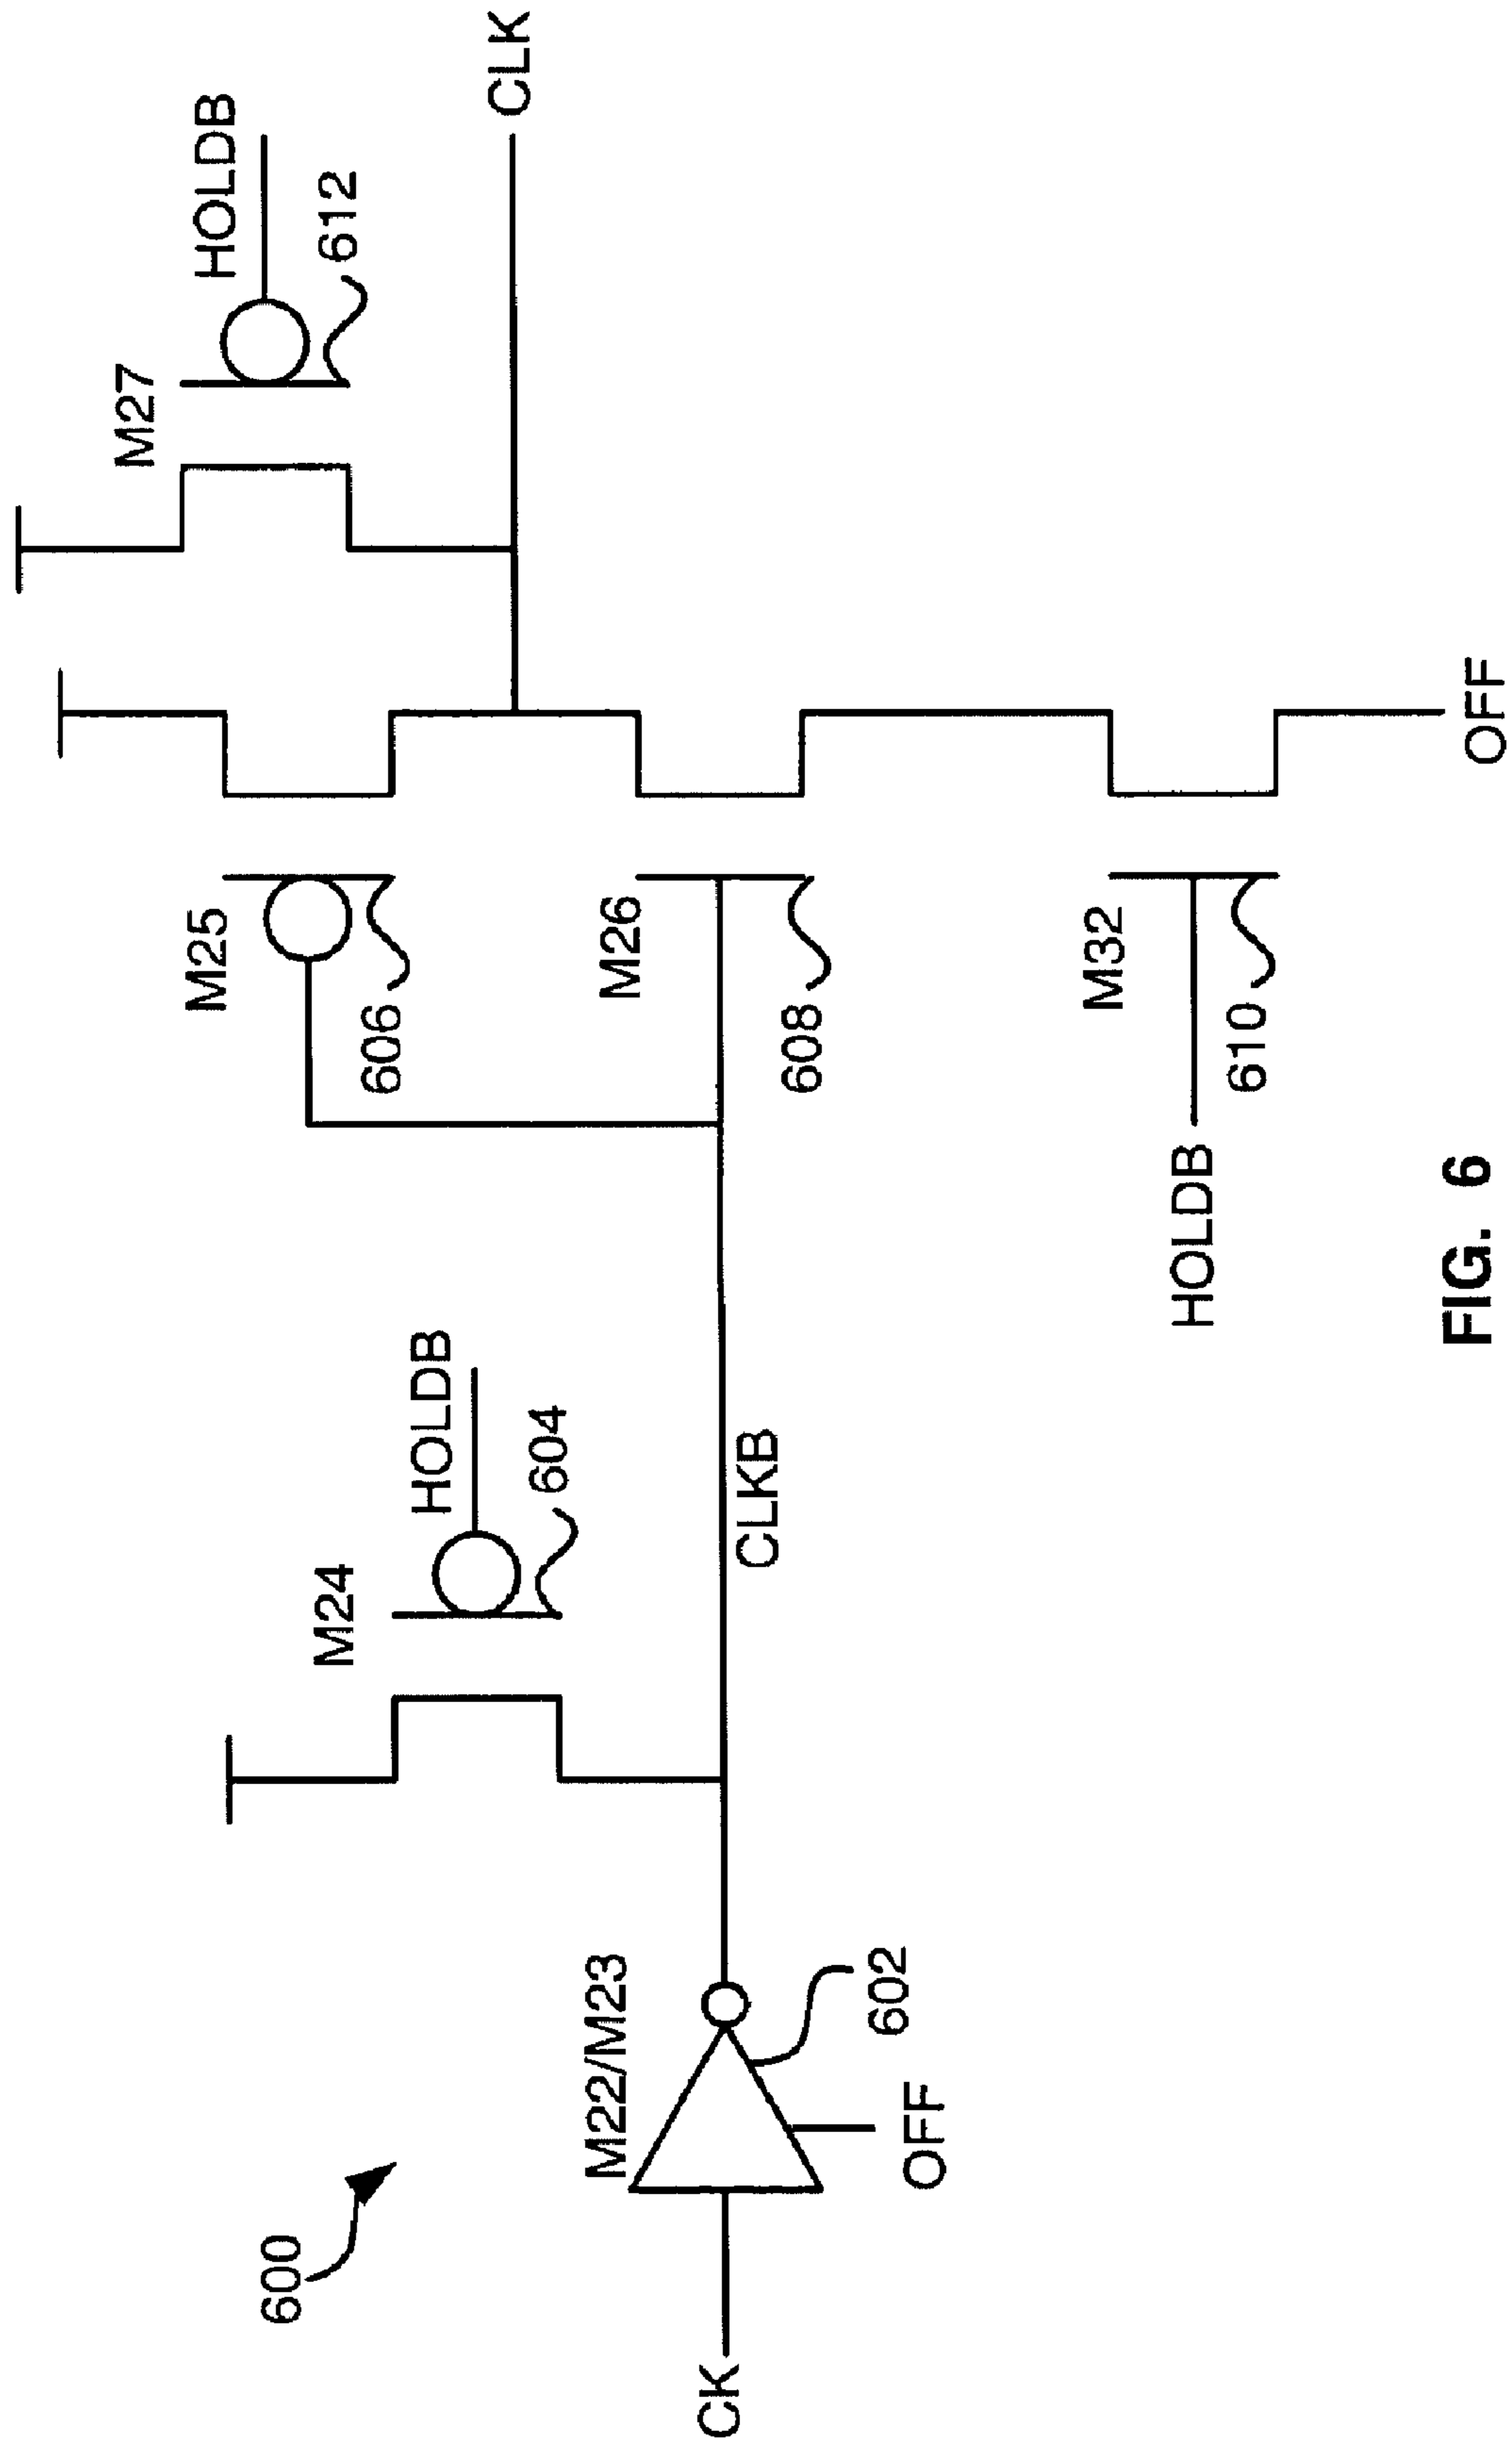 600
CK
M22/M23
602
OFF
M24
HOLDB
604
CLKB
M25
606
M26
608
M32
HOLDB
610
OFF
M27
HOLDB
612
CLK
FIG. 6